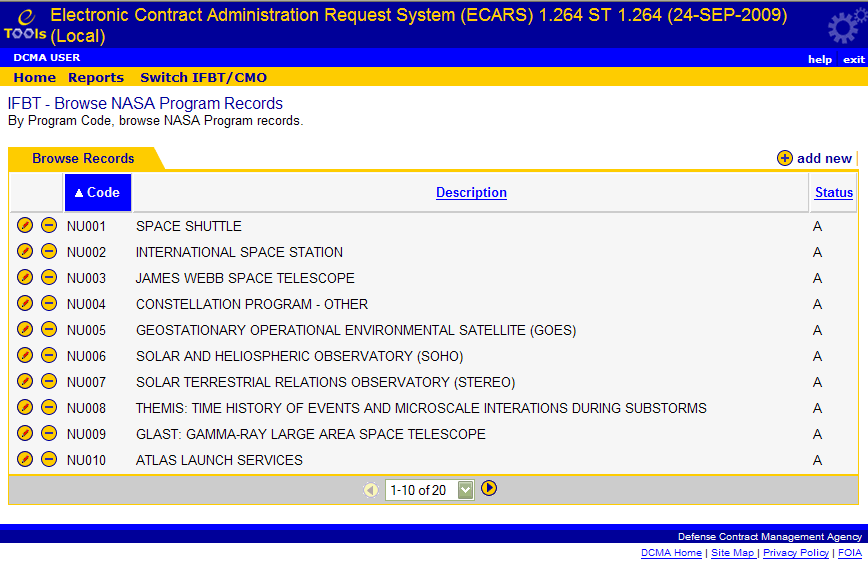 e TOOls
Electronic Contract Administration Request System (ECARS) 1.264 ST 1.264 (24-SEP-2009)
(Local)
DCMA USER
help exit
Home Reports Switch IFBT/CMO
IFBT - Browse NASA Program Records
By Program Code, browse NASA Program records.
Browse Records
add new
Code Description Status
NU001 SPACE SHUTTLE A
NU002 INTERNATIONAL SPACE STATION A
NU003 JAMES WEBB SPACE TELESCOPE A
NU004 CONSTELLATION PROGRAM - OTHER A
NU005 GEOSTATIONARY OPERATIONAL ENVIRONMENTAL SATELLITE (GOES) A
NU006 SOLAR AND HELIOSPHERIC OBSERVATORY (SOHO) A
NU007 SOLAR TERRESTRIAL RELATIONS OBSERVATORY (STEREO) A
NU008 THEMIS: TIME HISTORY OF EVENTS AND MICROSCALE INTERATIONS DURING SUBSTORMS A
NU009 GLAST: GAMMA-RAY LARGE AREA SPACE TELESCOPE A
NU010 ATLAS LAUNCH SERVICES A
1-10 of 20
Defense Contract Management Agency
DCMA Home | Site Map | Privacy Policy | FOIA